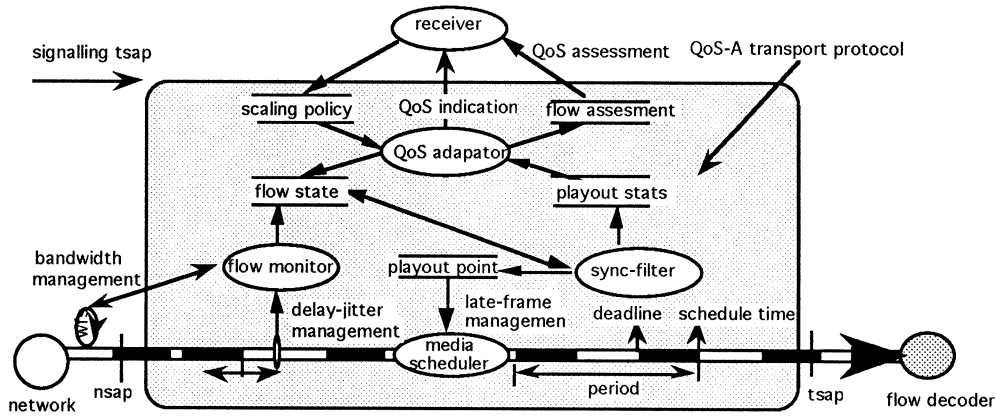 receiver
signalling tsap
QoS assessment
QoS-A transport protocol
scaling policy
QoS indication
flow assesment
QoS adapator
flow state
playout stats
bandwidth
management
flow monitor
playout point
sync-filter
delay-jitter
management
late-frame
managemen
deadline
schedule time
media
scheduler
nsap
period
tsap
network
flow decoder